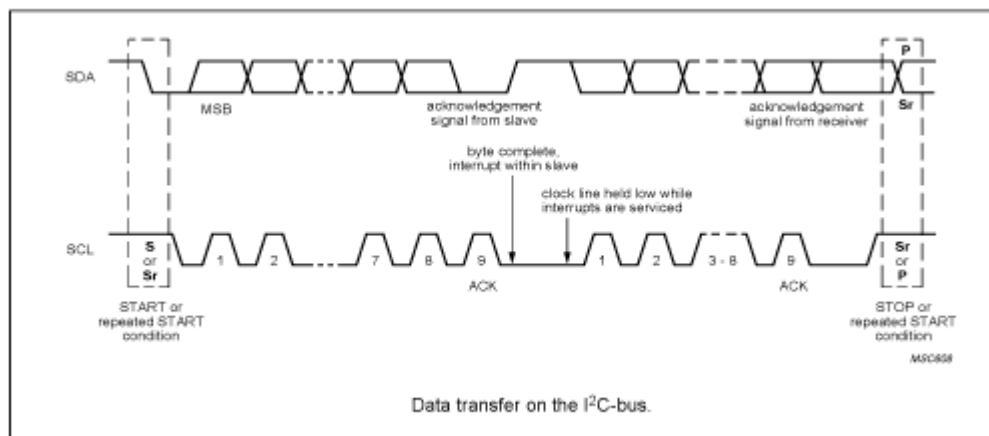 P
SDA
Sr
MSB
acknowledgement
signal from slave
acknowledgement
signal from receiver
byte complete,
interrupt within slave
clock line held low while
interrupts are serviced
SCL
S
or
Sr
1
2
7
8
9
1
2
3 - 8
9
Sr
or
P
ACK
ACK
START or
repeated START
condition
STOP or
repeated START
condition
MSC608
Data transfer on the I²C-bus.